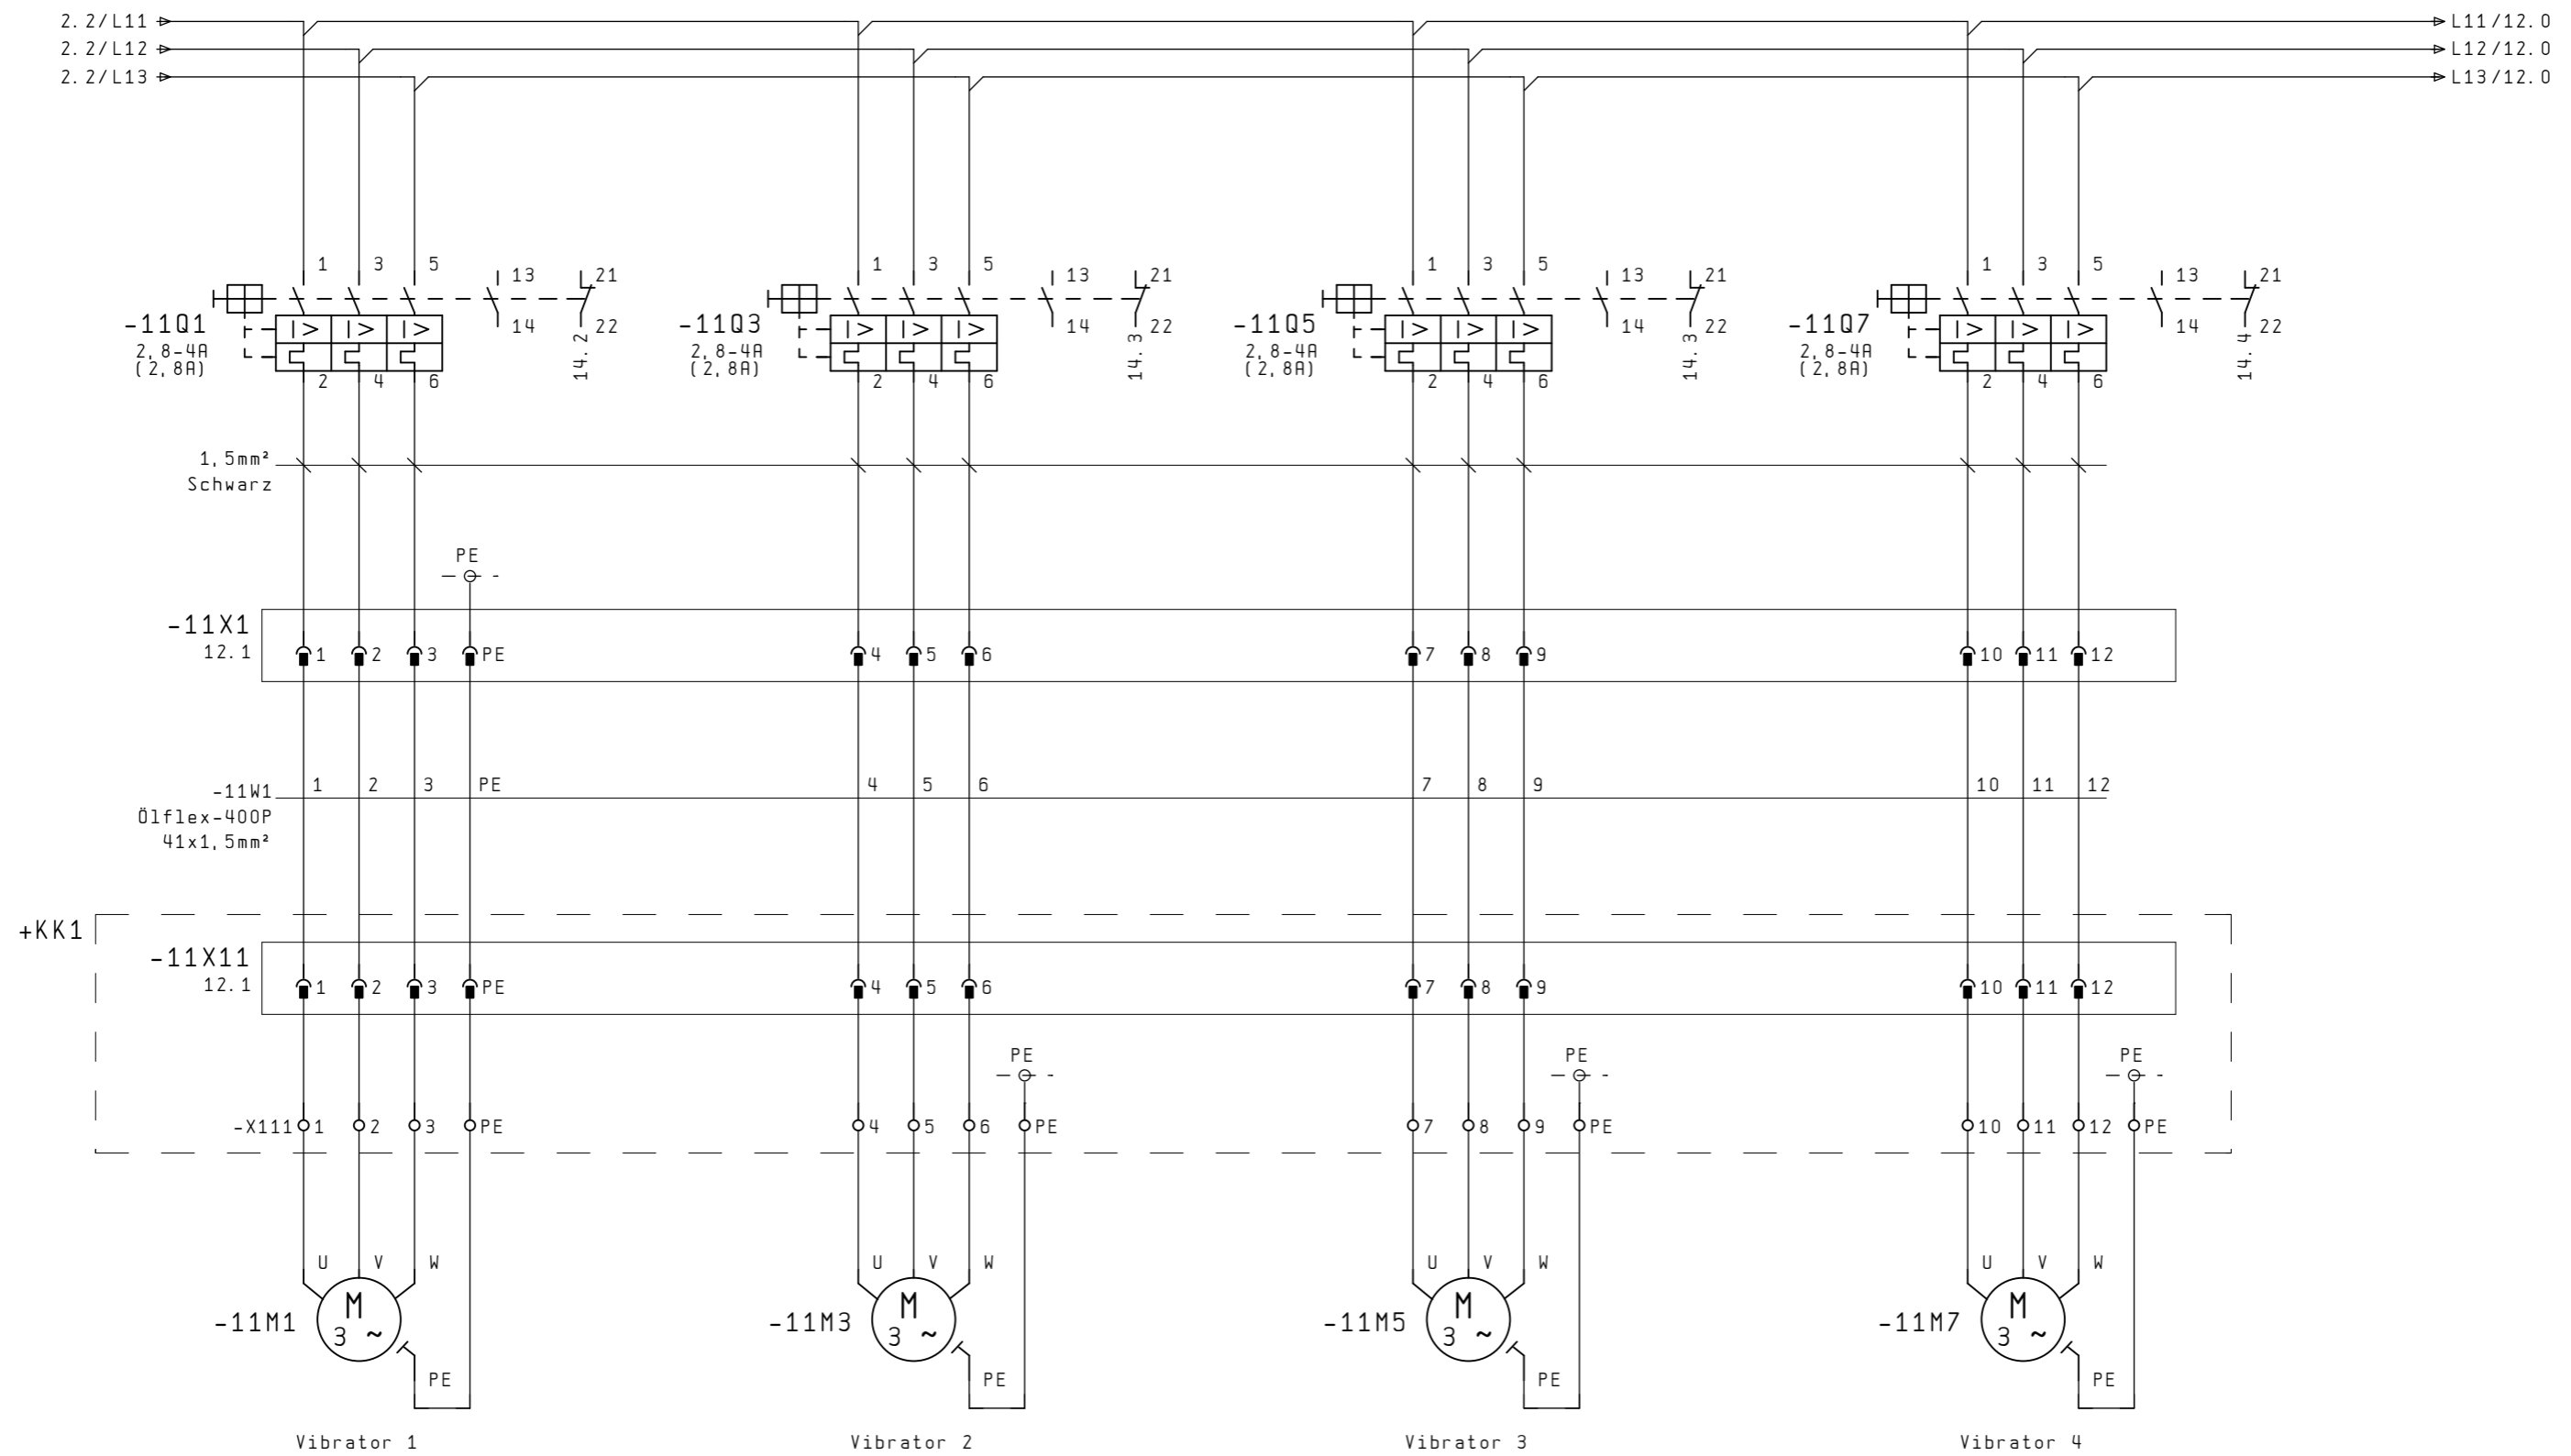 2.2/L11 L11/12.0
2.2/L12 L12/12.0
2.2/L13 L13/12.0
1 3 5 1 3 5 1 3 5 1 3 5
13 21 13 21 13 21 13 21
-11Q1 14 22 -11Q3 14 22 -11Q5 14 22 -11Q7 14 22
I> I> I> I> I> I> I> I> I> I> I> I>
2,8-4A 2,8-4A 2,8-4A 2,8-4A
(2,8A) 14.2 (2,8A) 14.3 (2,8A) 14.3 (2,8A) 14.4
2 4 6 2 4 6 2 4 6 2 4 6
1,5mm²
Schwarz
PE
-11X1
12.1 1 2 3 PE 4 5 6 7 8 9 10 11 12
-11W1 1 2 3 PE 4 5 6 7 8 9 10 11 12
Ölflex-400P
41x1,5mm²
+KK1
-11X11
12.1 1 2 3 PE 4 5 6 7 8 9 10 11 12
PE PE PE
-X111 1 2 3 PE 4 5 6 PE 7 8 9 PE 10 11 12 PE
U V W U V W U V W U V W
M M M M
-11M1 3 ~ -11M3 3 ~ -11M5 3 ~ -11M7 3 ~
PE PE PE PE
Vibrator 1 Vibrator 2 Vibrator 3 Vibrator 4